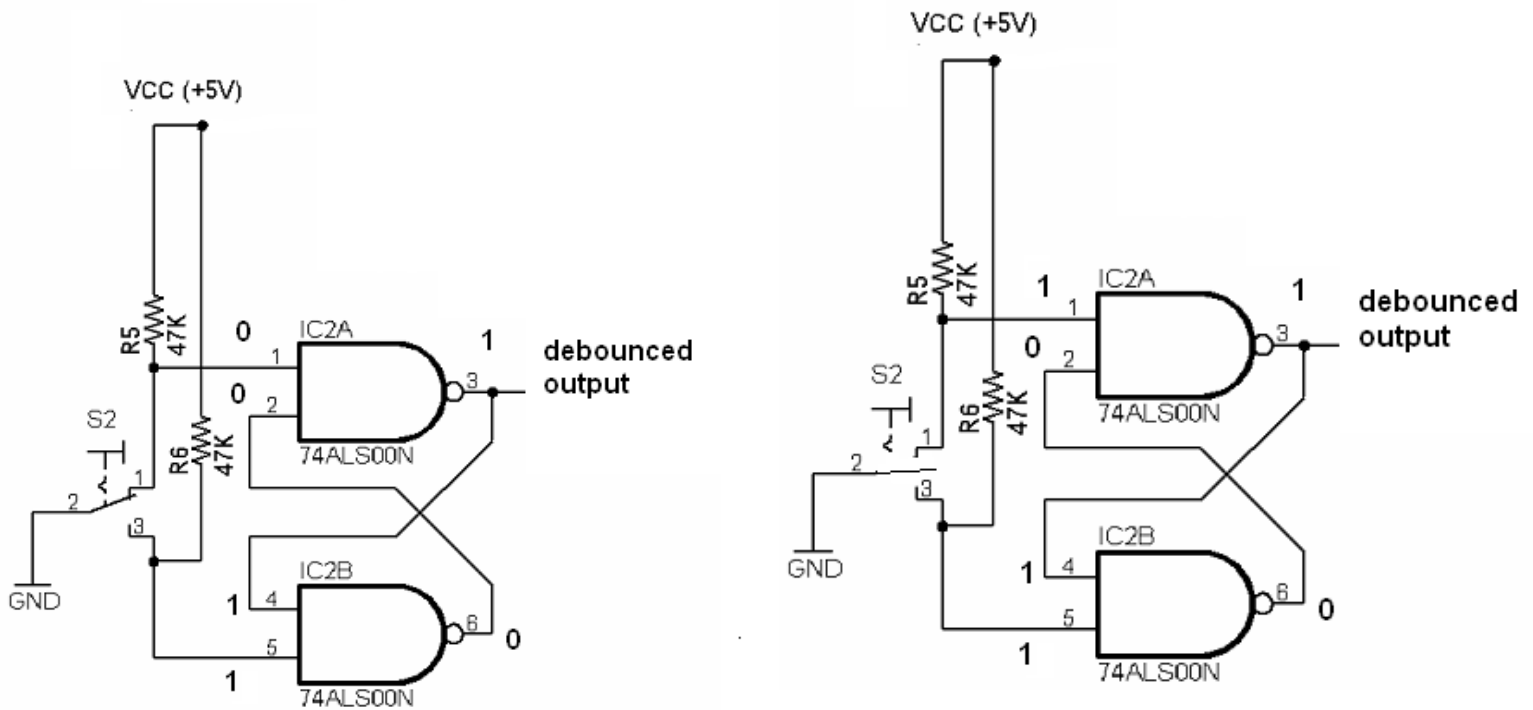 VCC (+5V)
R5
47K
R6
47K
0
1
0
2
IC2A
74ALS00N
1
3
debounced
output
S2
1
2
3
GND
IC2B
1
4
1
5
74ALS00N
6
0
VCC (+5V)
R5
47K
R6
47K
1
1
0
2
IC2A
74ALS00N
1
3
debounced
output
S2
1
2
3
GND
IC2B
1
4
1
5
74ALS00N
6
0